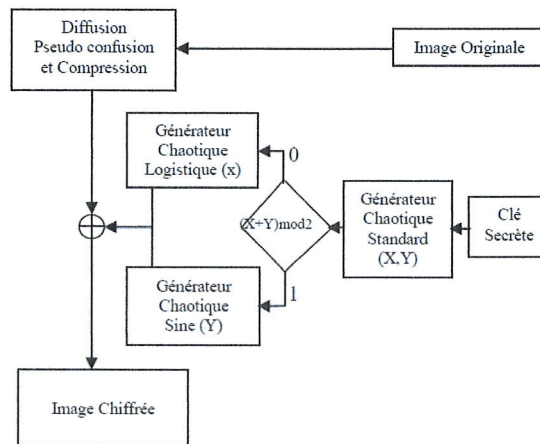 Diffusion
Pseudo confusion
et Compression
Image Originale
Générateur
Chaotique
Logistique (x)
0
(X+Y)mod2
Générateur
Chaotique
Standard
(X,Y)
Clé
Secrète
1
Générateur
Chaotique
Sine (Y)
Image Chiffrée